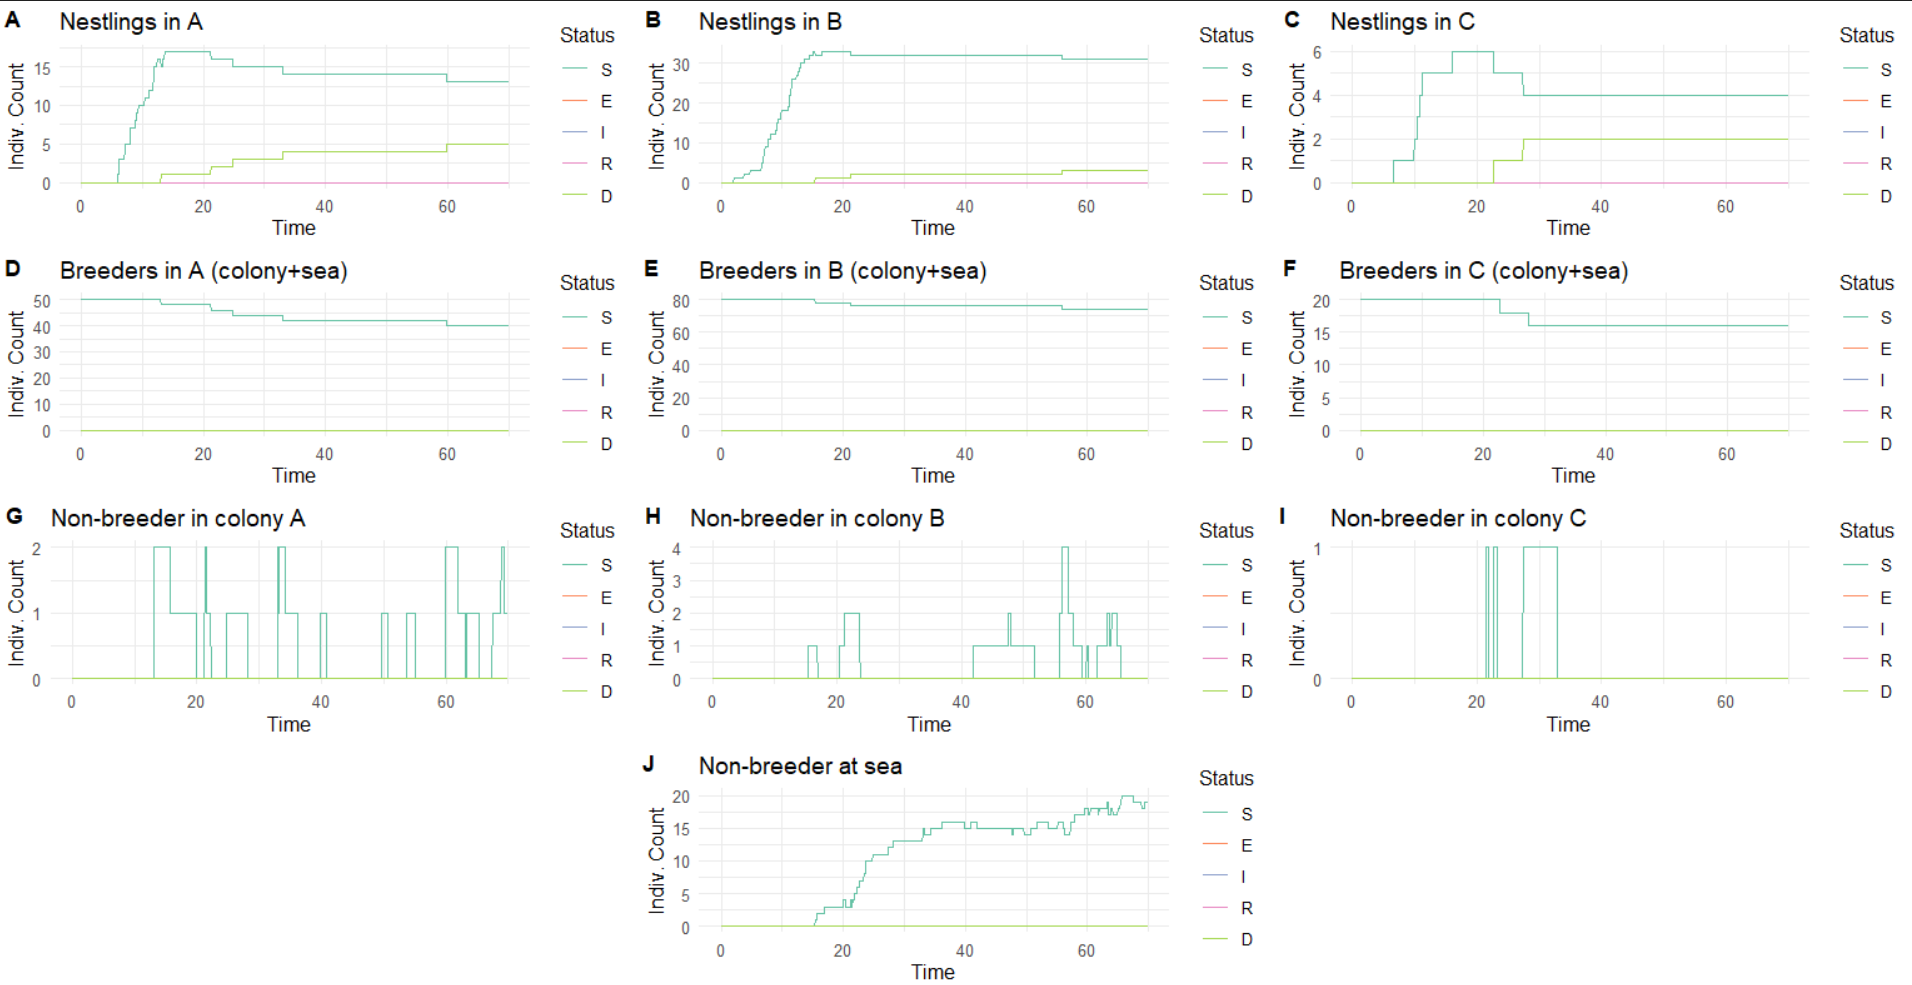 A Nestlings in A
Status
Indiv. Count
15
10
5
0
0 20 40 60
Time
S
E
I
R
D
B Nestlings in B
Status
Indiv. Count
30
20
10
0
0 20 40 60
Time
S
E
I
R
D
C Nestlings in C
Status
Indiv. Count
6
4
2
0
0 20 40 60
Time
S
E
I
R
D
D Breeders in A (colony+sea)
Status
Indiv. Count
50
40
30
20
10
0
0 20 40 60
Time
S
E
I
R
D
E Breeders in B (colony+sea)
Status
Indiv. Count
80
60
40
20
0
0 20 40 60
Time
S
E
I
R
D
F Breeders in C (colony+sea)
Status
Indiv. Count
20
15
10
5
0
0 20 40 60
Time
S
E
I
R
D
G Non-breeder in colony A
Status
Indiv. Count
2
1
0
0 20 40 60
Time
S
E
I
R
D
H Non-breeder in colony B
Status
Indiv. Count
4
3
2
1
0
0 20 40 60
Time
S
E
I
R
D
I Non-breeder in colony C
Status
Indiv. Count
1
0
0 20 40 60
Time
S
E
I
R
D
J Non-breeder at sea
Status
Indiv. Count
20
15
10
5
0
0 20 40 60
Time
S
E
I
R
D